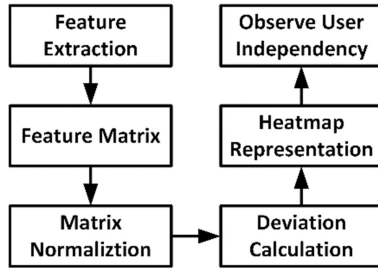 Feature
Extraction
Feature Matrix
Matrix
Normaliztion
Deviation
Calculation
Heatmap
Representation
Observe User
Independency